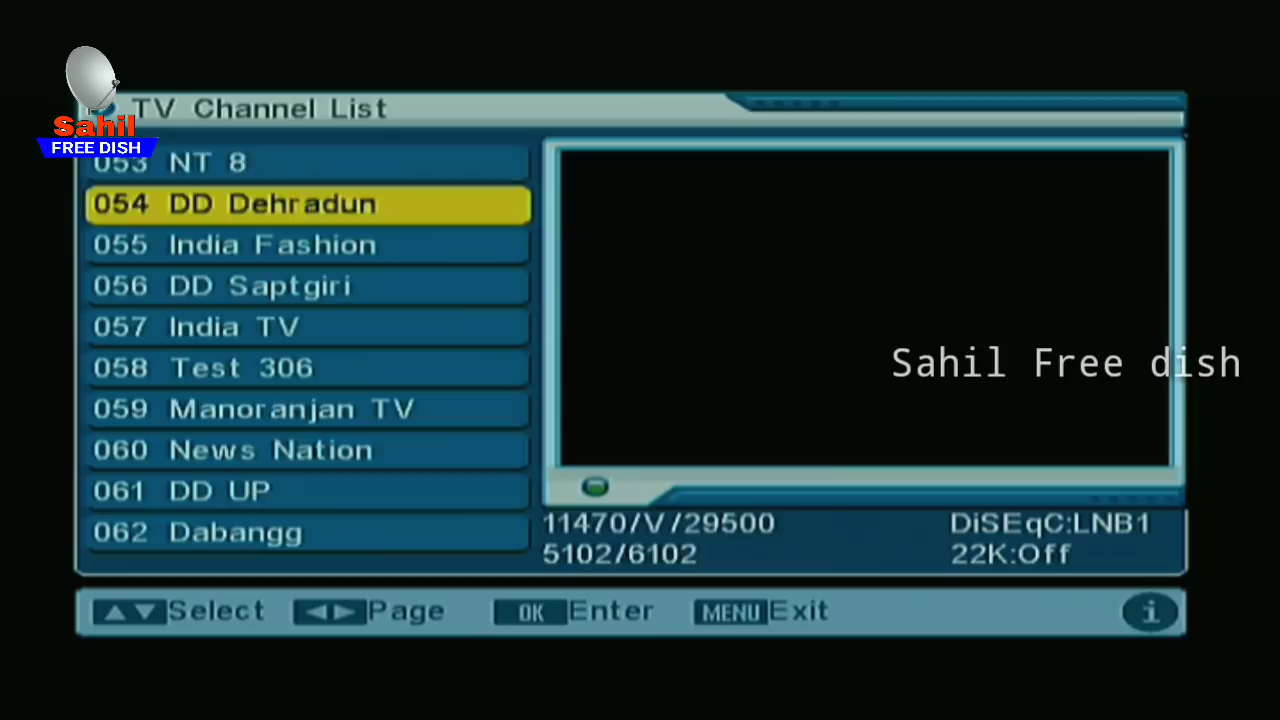 TV Channel List
Sahil
FREE DISH
053 NT 8
054 DD Dehradun
055 India Fashion
056 DD Saptgiri
057 India TV
058 Test 306
059 Manoranjan TV
060 News Nation
061 DD UP
062 Dabangg
Sahil Free dish
11470/V/29500 DiSEqC:LNB1
5102/6102 22K:Off
Select Page OK Enter MENU Exit i